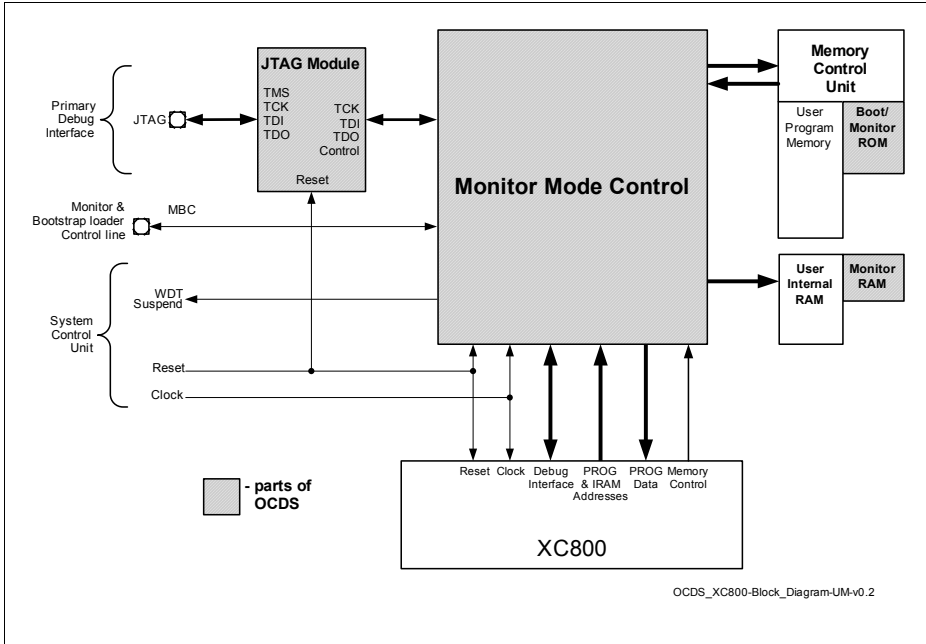 JTAG Module
TMS
TCK
TDI
TDO
TCK
TDI
TDO
Control
Reset
Primary
Debug
Interface
JTAG
Monitor &
Bootstrap loader
Control line
MBC
WDT
Suspend
System
Control
Unit
Reset
Clock
Monitor Mode Control
Memory
Control
Unit
User
Program
Memory
Boot/
Monitor
ROM
User
Internal
RAM
Monitor
RAM
Reset
Clock
Debug
Interface
PROG
& IRAM
Addresses
PROG
Data
Memory
Control
XC800
- parts of
OCDS
OCDS_XC800-Block_Diagram-UM-v0.2